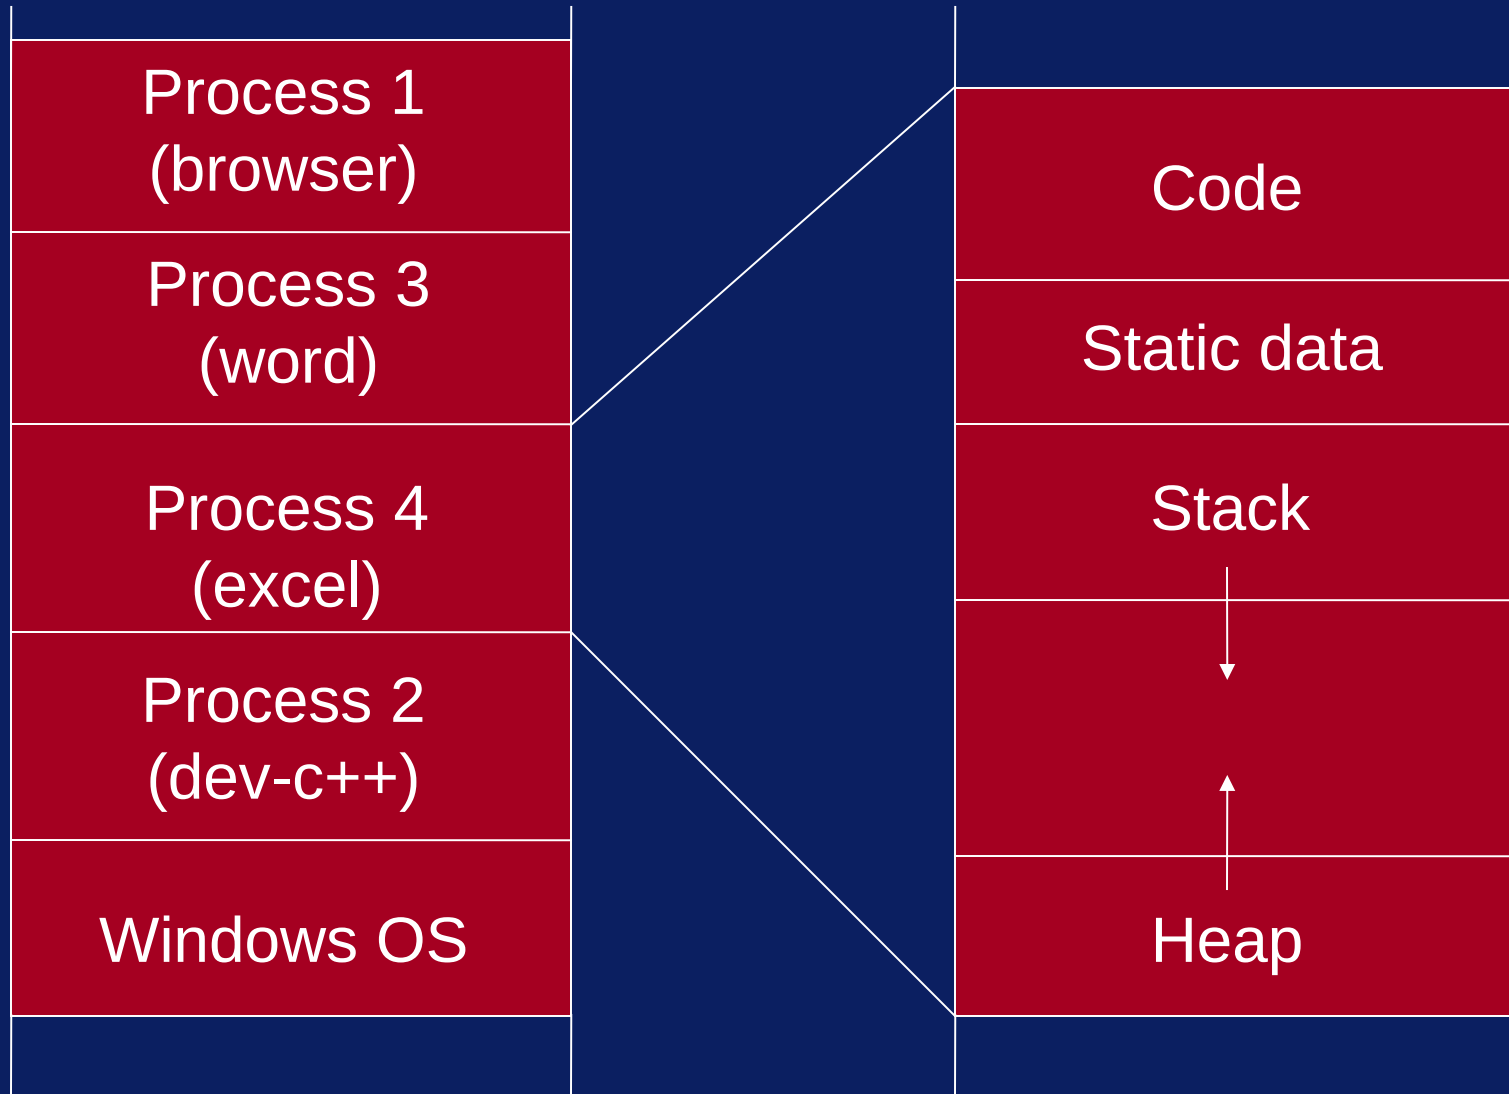 Process 1
(browser)
Process 3
(word)
Process 4
(excel)
Process 2
(dev-c++)
Windows OS
Code
Static data
Stack
Heap